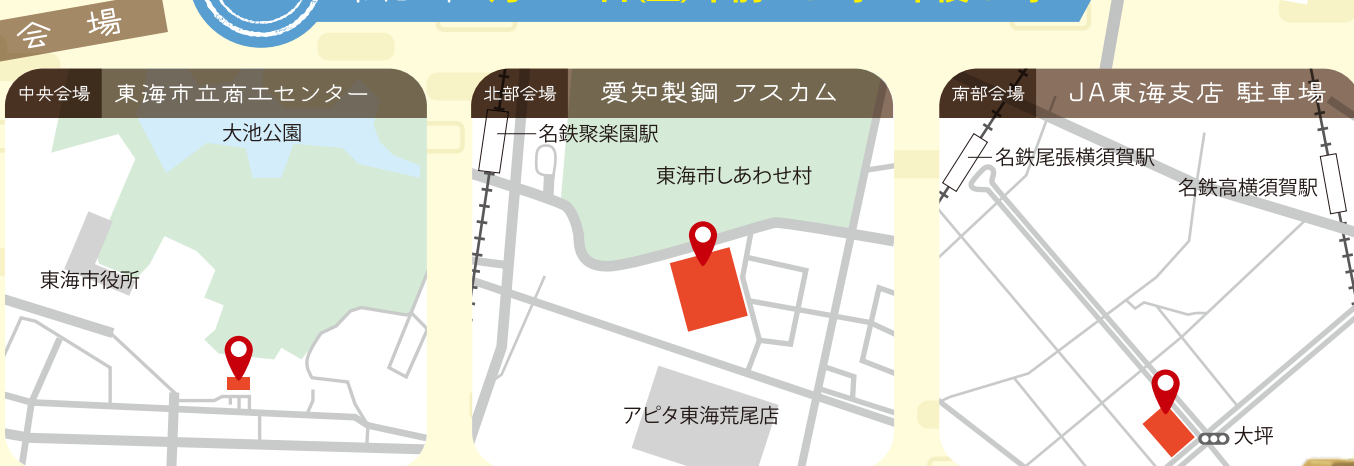 会場
中央会場 東海市立商工センター
大池公園
東海市役所
北部会場 愛知製鋼 アスカム
名鉄聚楽園駅
東海市しあわせ村
アピタ東海荒尾店
南部会場 JA東海支店 駐車場
名鉄尾張横須賀駅
名鉄高横須賀駅
大坪